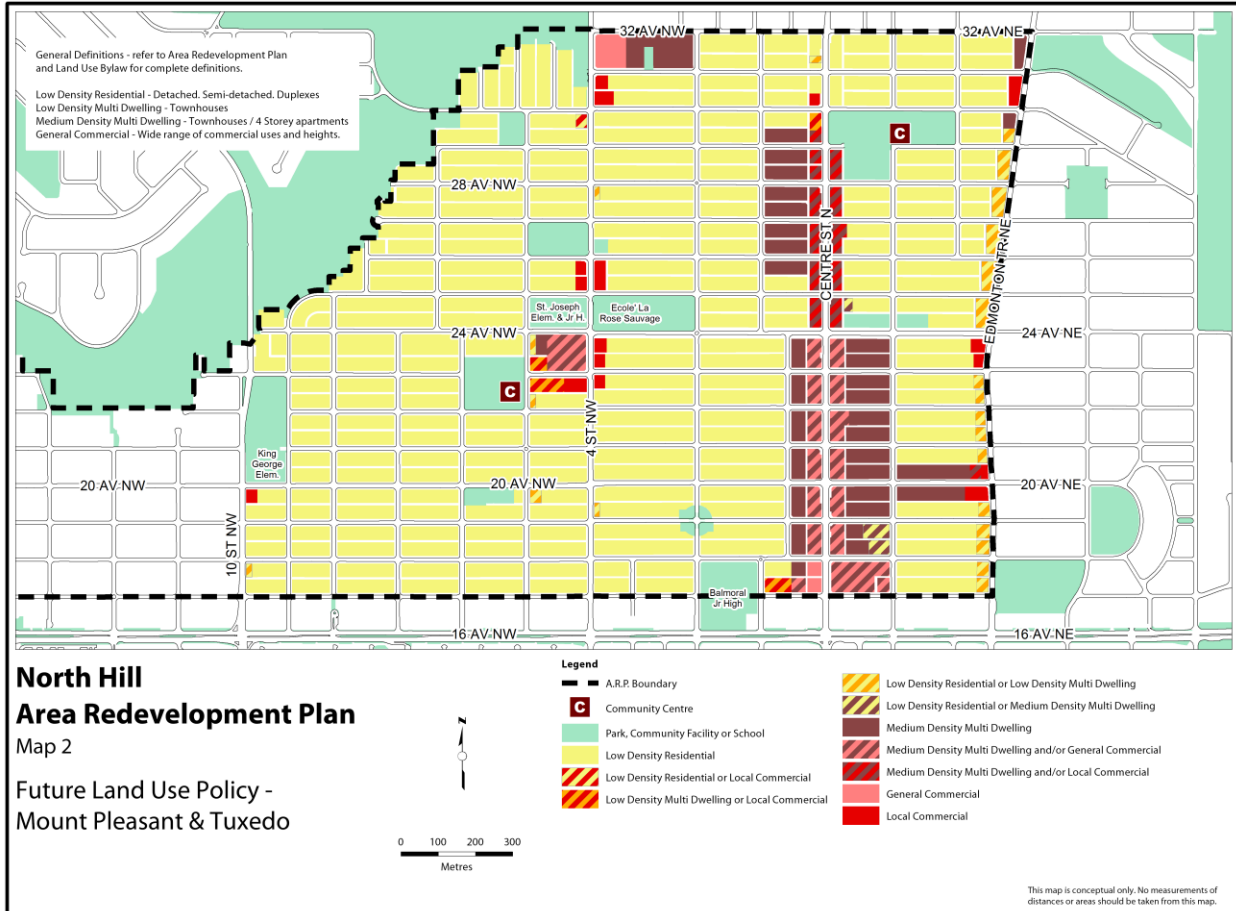 General Definitions - refer to Area Redevelopment Plan
and Land Use Bylaw for complete definitions.
Low Density Residential - Detached. Semi-detached. Duplexes
Low Density Multi Dwelling - Townhouses
Medium Density Multi Dwelling - Townhouses / 4 Storey apartments
General Commercial - Wide range of commercial uses and heights.
32 AV NW
32 AV NE
C
28 AV NW
CENTRE ST N
EDMONTON TR NE
St. Joseph
Elem. & Jr H.
Ecole' La
Rose Sauvage
24 AV NW
24 AV NE
C
4 ST NW
King
George
Elem.
20 AV NW
20 AV NW
20 AV NE
10 ST NW
Balmoral
Jr High
16 AV NW
16 AV NE
North Hill
Area Redevelopment Plan
Map 2
Future Land Use Policy -
Mount Pleasant & Tuxedo
N
0 100 200 300
Metres
Legend
A.R.P. Boundary
C Community Centre
Park, Community Facility or School
Low Density Residential
Low Density Residential or Local Commercial
Low Density Multi Dwelling or Local Commercial
Low Density Residential or Low Density Multi Dwelling
Low Density Residential or Medium Density Multi Dwelling
Medium Density Multi Dwelling
Medium Density Multi Dwelling and/or General Commercial
Medium Density Multi Dwelling and/or Local Commercial
General Commercial
Local Commercial
This map is conceptual only. No measurements of
distances or areas should be taken from this map.